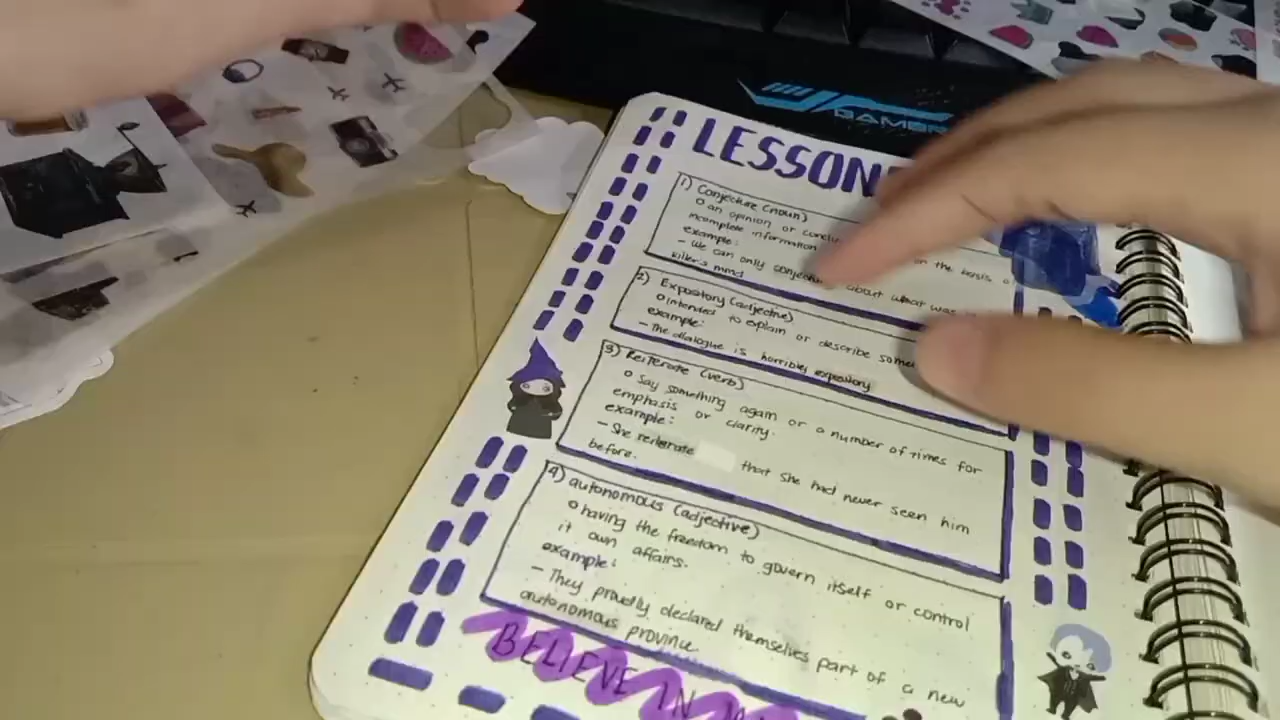 GAMER
LESSON
1) Conjecture (noun)
o an opinion or on the basis
incomplete information
example:
- We can only about what was
killer's mind
2) Expository (adjective)
o intended to explain or describe
example:
- The dialogue is horribly expository
3) Reiterate (verb)
o say something again or a number of times for
emphasis or clarity.
example:
- She reiterate that she had never seen him
before.
4) autonomous (adjective)
o having the freedom to govern itself or control
it own affairs.
example:
- They proudly declared themselves part of a new
autonomous province
BELIEVE IN